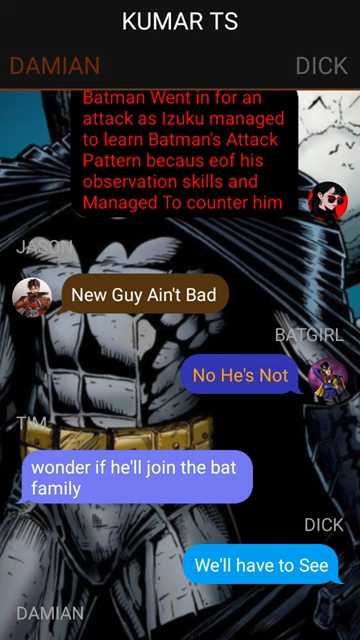 KUMAR TS
DAMIAN
DICK
Batman Went in for an
attack as Izuku managed
to learn Batman's Attack
Pattern becaus eof his
observation skills and
Managed To counter him
JASON
New Guy Ain't Bad
BATGIRL
No He's Not
TIM
wonder if he'll join the bat
family
DICK
We'll have to See
DAMIAN